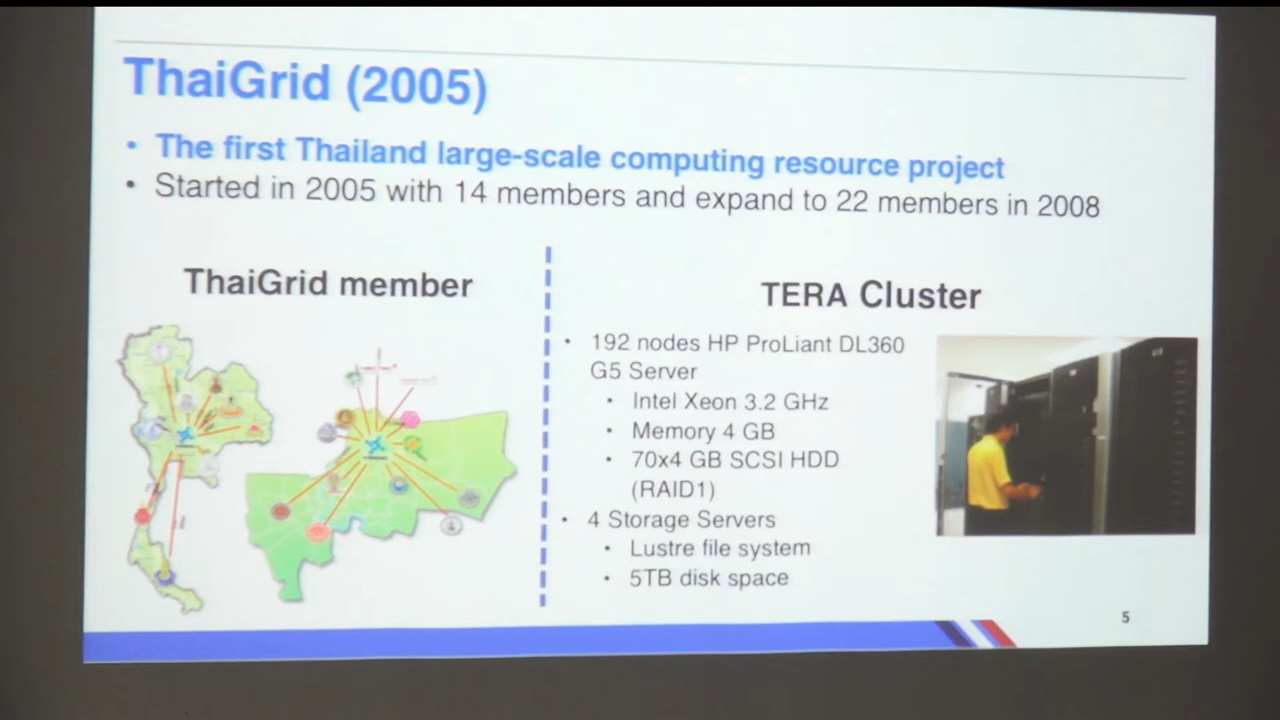 ThaiGrid (2005)
• The first Thailand large-scale computing resource project
• Started in 2005 with 14 members and expand to 22 members in 2008
ThaiGrid member
TERA Cluster
• 192 nodes HP ProLiant DL360
G5 Server
• Intel Xeon 3.2 GHz
• Memory 4 GB
• 70x4 GB SCSI HDD
(RAID1)
• 4 Storage Servers
• Lustre file system
• 5TB disk space
5